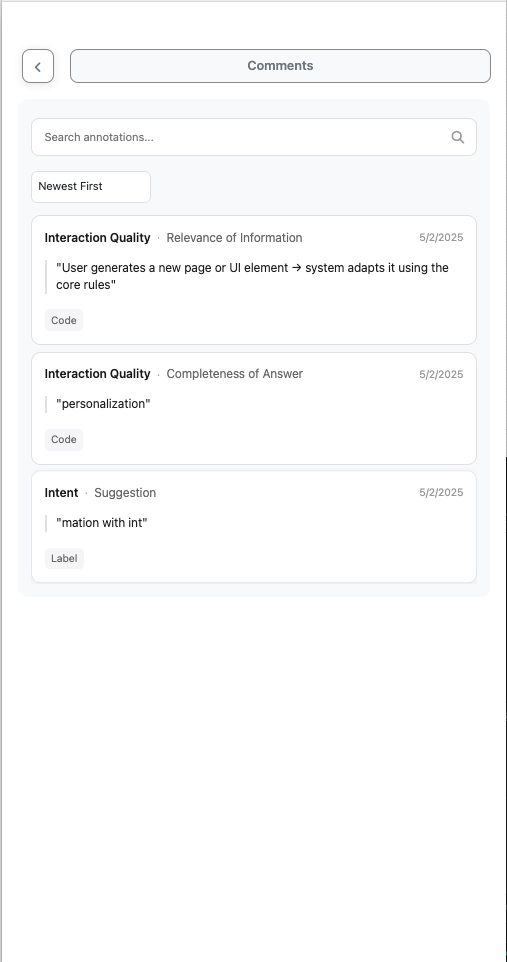 Comments
Search annotations...
Newest First
Interaction Quality · Relevance of Information 5/2/2025
"User generates a new page or UI element → system adapts it using the
core rules"
Code
Interaction Quality · Completeness of Answer 5/2/2025
"personalization"
Code
Intent · Suggestion 5/2/2025
"mation with int"
Label